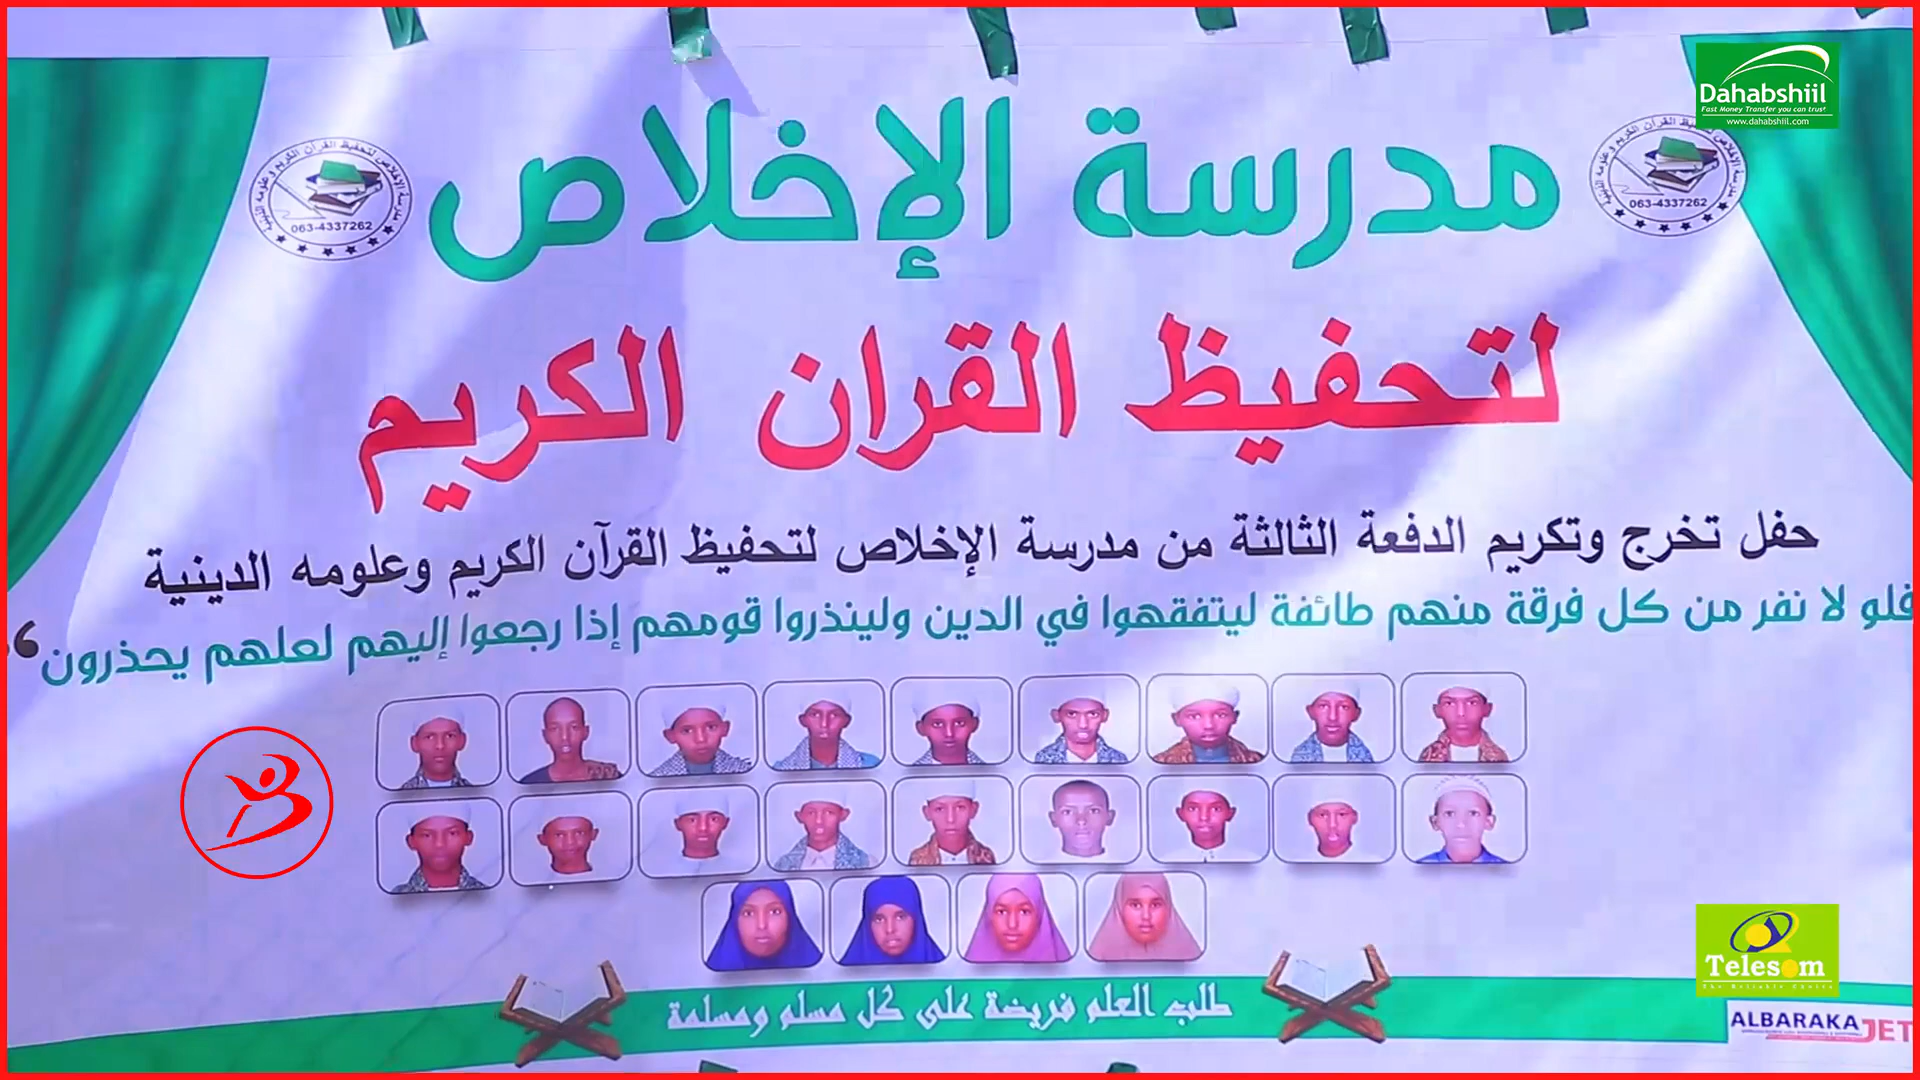 Dahabshiil
Fast Money Transfer you can trust
www.dahabshiil.com
مدرسة الإخلاص
063-4337262
063-4337262
لتحفيظ القران الكريم
حفل تخرج وتكريم الدفعة الثالثة من مدرسة الإخلاص لتحفيظ القرآن الكريم وعلومه الدينية
فلو لا نفر من كل فرقة منهم طائفة ليتفقهوا في الدين ولينذروا قومهم إذا رجعوا إليهم لعلهم يحذرون”
طلب العلم فريضة على كل مسلم ومسلمة
Telesom
The Reliable Choice
ALBARAKA JET